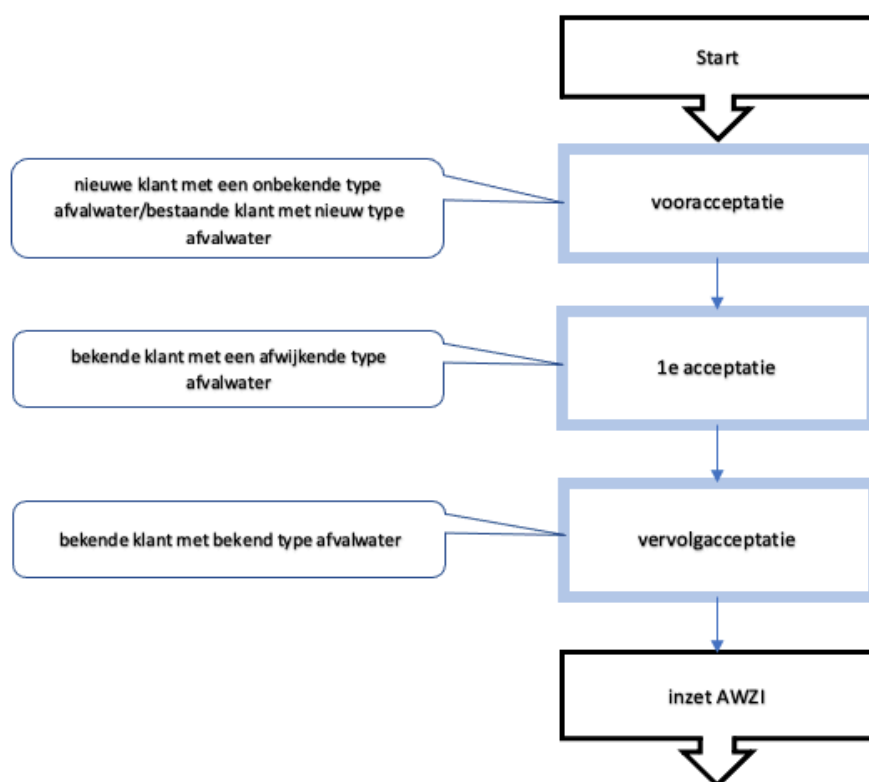 Start
nieuwe klant met een onbekende type
afvalwater/bestaande klant met nieuw type
afvalwater
vooracceptatie
bekende klant met een afwijkende type
afvalwater
1e acceptatie
bekende klant met bekend type afvalwater
vervolgacceptatie
inzet AWZI